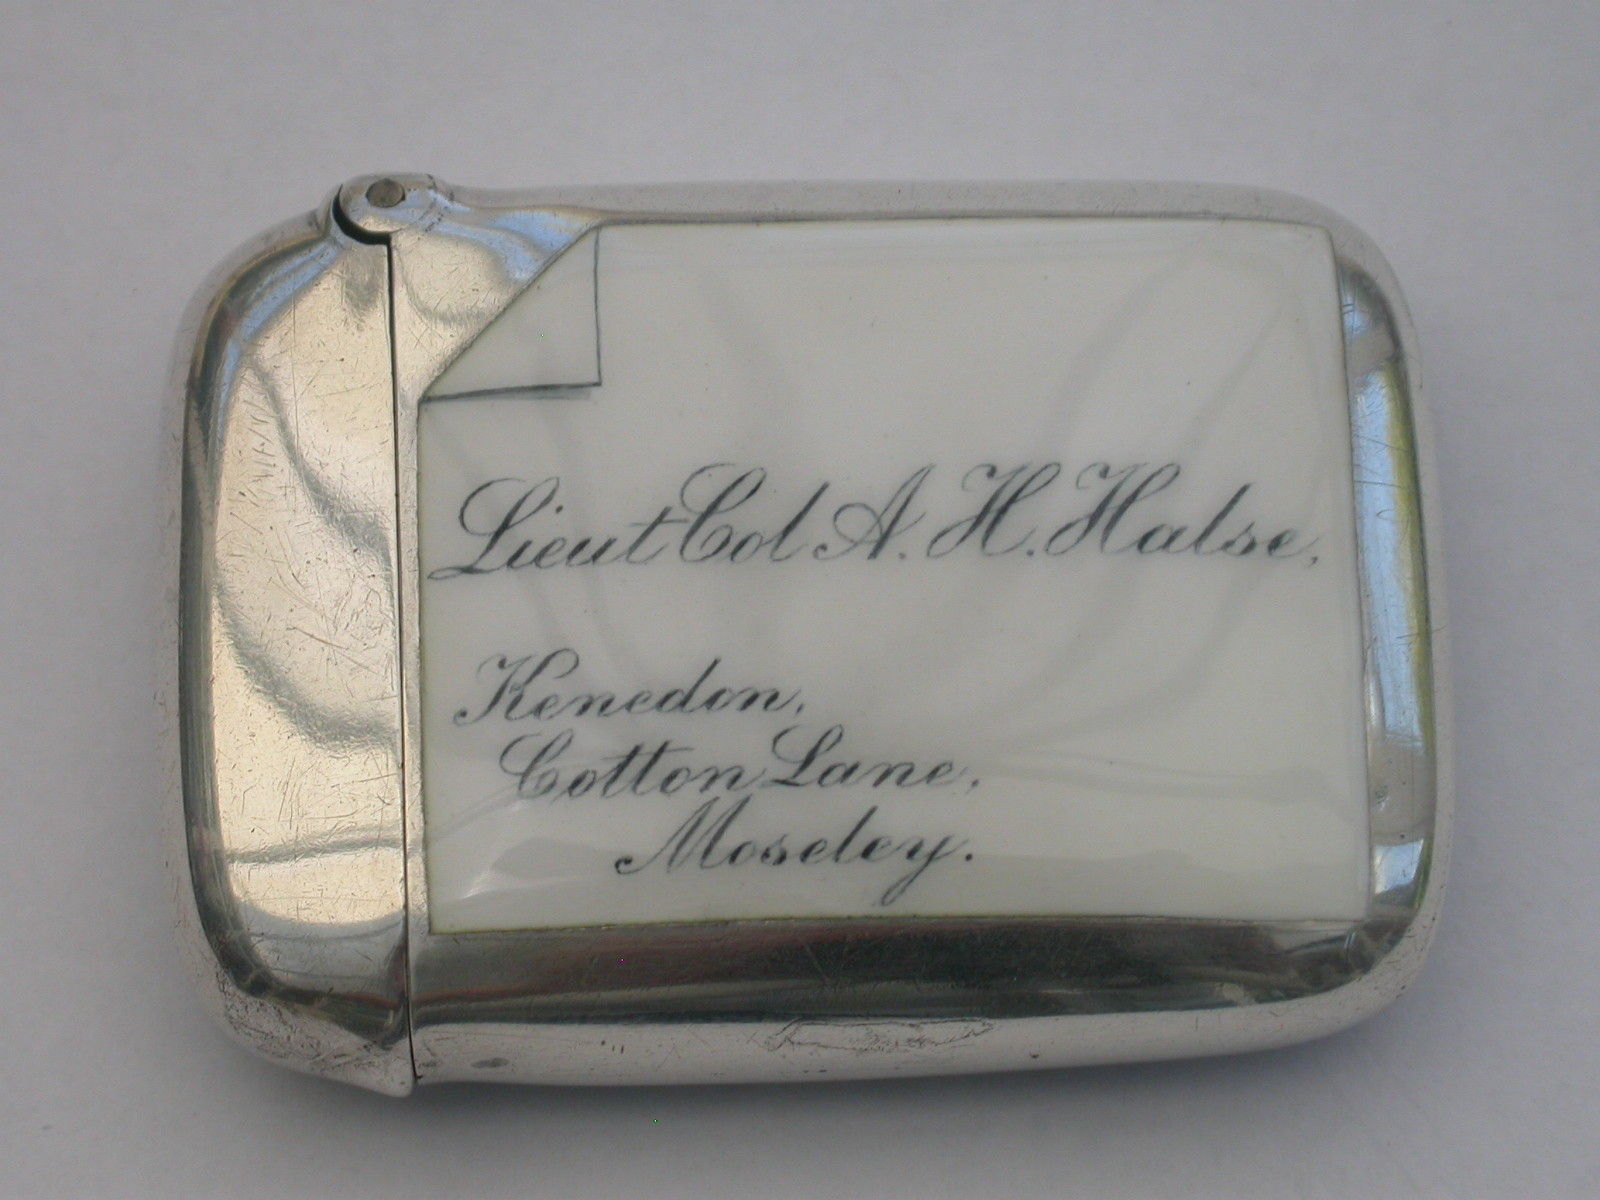 Lieut Col A. H. Halse,
Kenedon,
Cotton Lane,
Moseley.